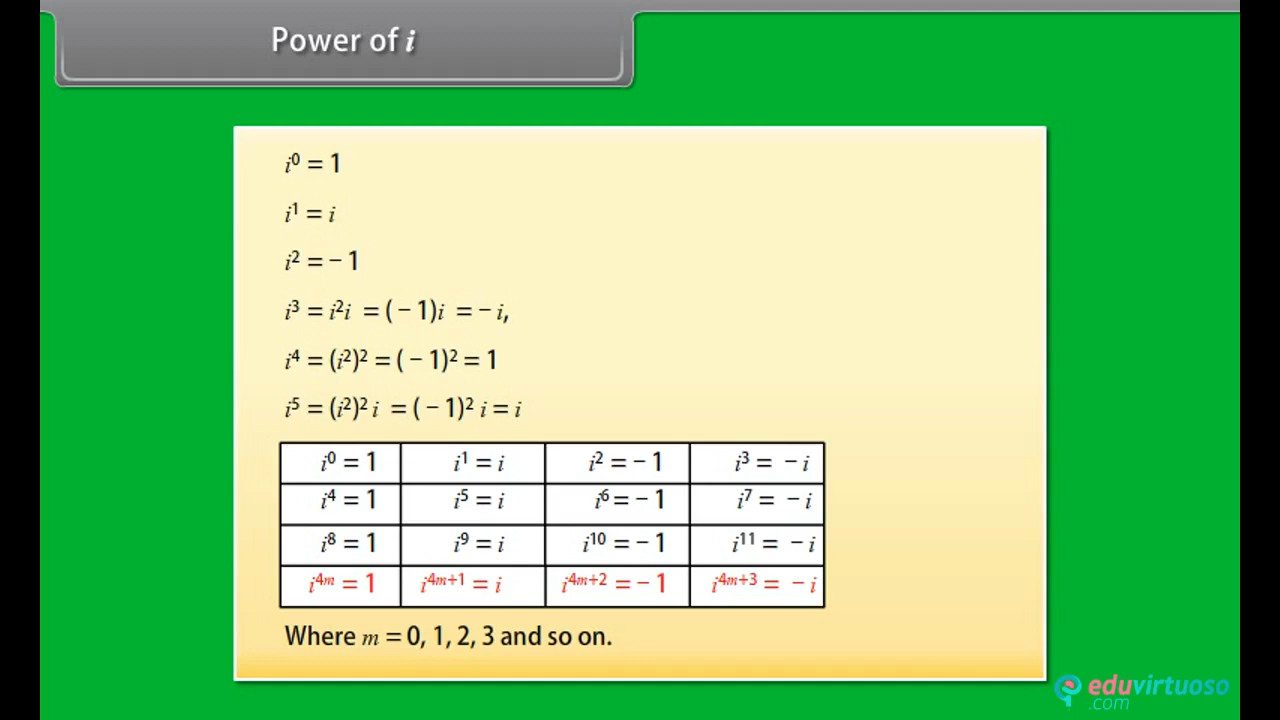 Power of i
i⁰ = 1
i¹ = i
i² = – 1
i³ = i²i = ( – 1)i = – i,
i⁴ = (i²)² = ( – 1)² = 1
i⁵ = (i²)² i = ( – 1)² i = i
i⁰ = 1 i¹ = i i² = – 1 i³ = – i
i⁴ = 1 i⁵ = i i⁶ = – 1 i⁷ = – i
i⁸ = 1 i⁹ = i i¹⁰ = – 1 i¹¹ = – i
i⁴ᵐ = 1 i⁴ᵐ⁺¹ = i i⁴ᵐ⁺² = – 1 i⁴ᵐ⁺³ = – i
Where m = 0, 1, 2, 3 and so on.
eduvirtuoso
.com